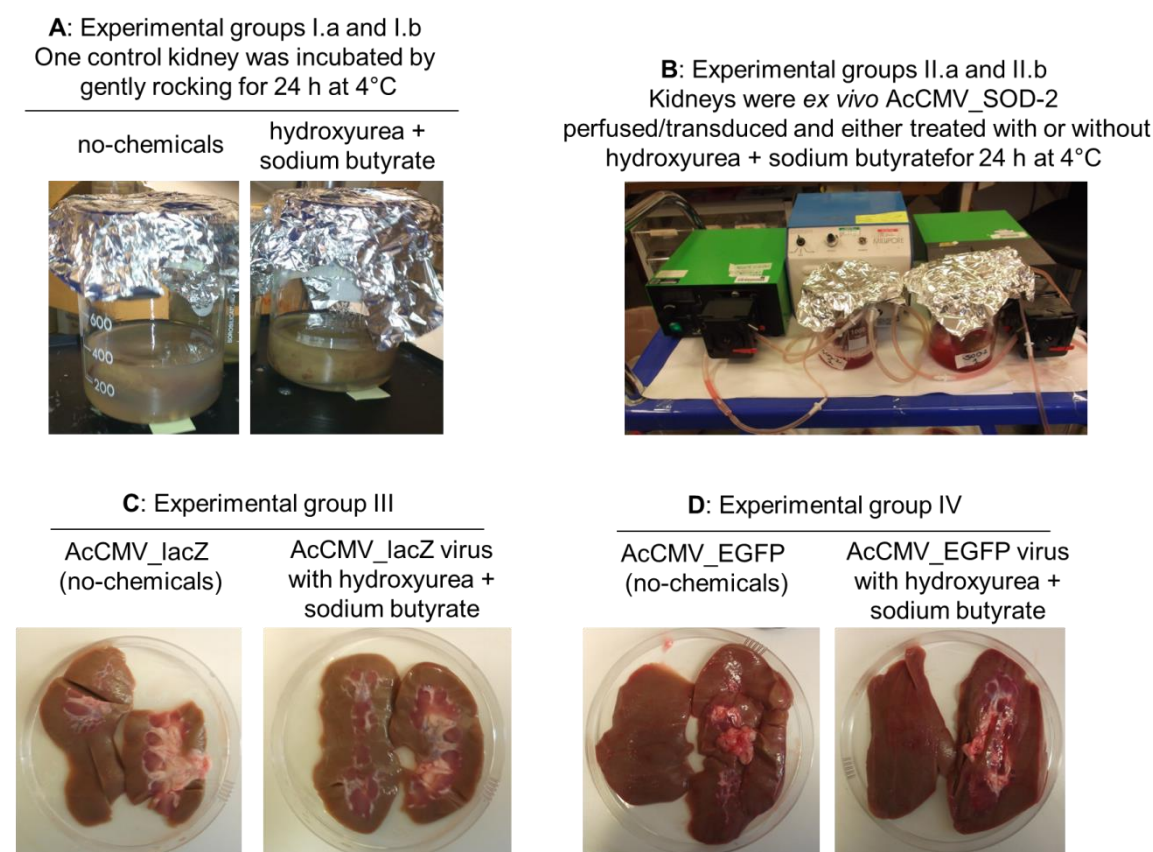 A: Experimental groups I.a and I.b
One control kidney was incubated by
gently rocking for 24 h at 4°C
no-chemicals
hydroxyurea +
sodium butyrate
600
400
200
B: Experimental groups II.a and II.b
Kidneys were ex vivo AcCMV_SOD-2
perfused/transduced and either treated with or without
hydroxyurea + sodium butyratefor 24 h at 4°C
C: Experimental group III
AcCMV_lacZ
(no-chemicals)
AcCMV_lacZ virus
with hydroxyurea +
sodium butyrate
D: Experimental group IV
AcCMV_EGFP
(no-chemicals)
AcCMV_EGFP virus
with hydroxyurea +
sodium butyrate